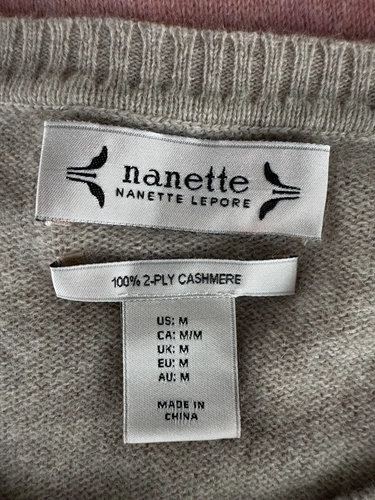 nanette
NANETTE LEPORE
100% 2-PLY CASHMERE
US: M
CA: M/M
UK: M
EU: M
AU: M
MADE IN
CHINA